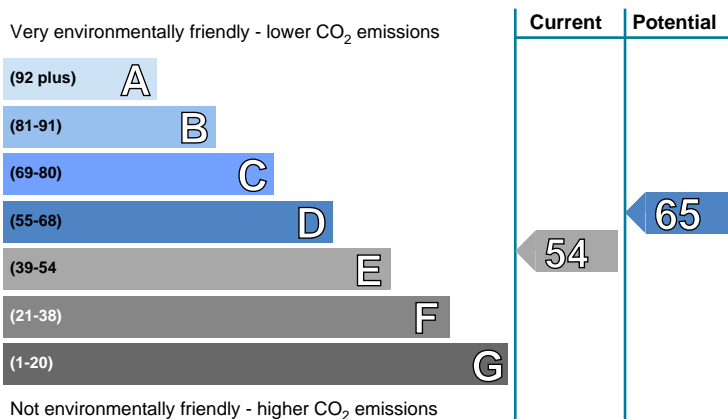 Very environmentally friendly - lower CO2 emissions
Current
Potential
(92 plus) A
(81-91) B
(69-80) C
(55-68) D
65
(39-54 E
54
(21-38) F
(1-20) G
Not environmentally friendly - higher CO2 emissions